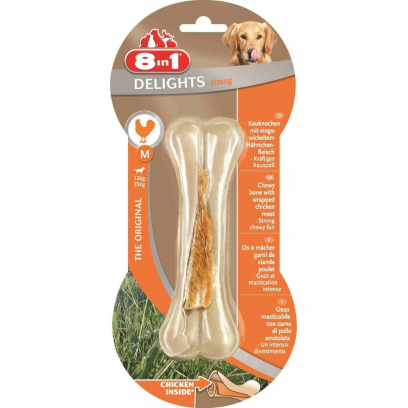 8in1
DELIGHTS strong
M
12kg
35kg
THE ORIGINAL
Kauknochen
mit einge-
wickeltem
Hähnchen-
fleisch
- Kräftiger
Kauspaß
Chewy
bone with
wrapped
chicken
meat
- Strong
chewy fun
Os à mâcher
garni de
viande
poulet
- Goût et
mastication
intense
Osso
masticabile
con carne
di pollo
arrotolata
- Un intenso
divertimento
CHICKEN
INSIDE*